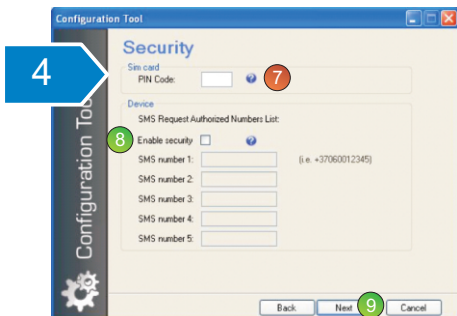 Configuration Tool
4
Configuration Tool
Security
Sim card
PIN Code:
7
Device
SMS Request Authorized Numbers List:
8
Enable security
SMS number 1:
(i.e. +37060012345)
SMS number 2:
SMS number 3:
SMS number 4:
SMS number 5:
Back
Next
9
Cancel